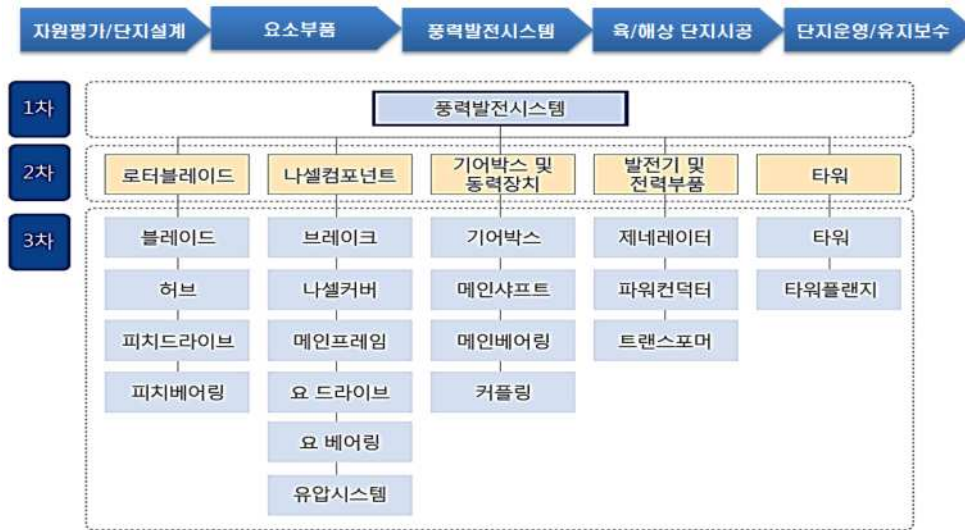 자원평가/단지설계
요소부품
풍력발전시스템
육/해상 단지시공
단지운영/유지보수
1차
풍력발전시스템
2차
로터블레이드
나셀컴포넌트
기어박스 및
동력장치
발전기 및
전력부품
타워
3차
블레이드
브레이크
기어박스
제네레이터
타워
허브
나셀커버
메인샤프트
파워컨덕터
타워플랜지
피치드라이브
메인프레임
메인베어링
트랜스포머
피치베어링
요 드라이브
커플링
요 베어링
유압시스템